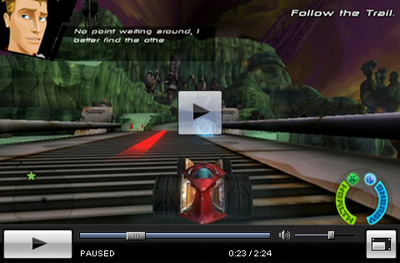 Follow the Trail.
No point waiting around, I
better find the othe
PAUSED
0:23 / 2:24